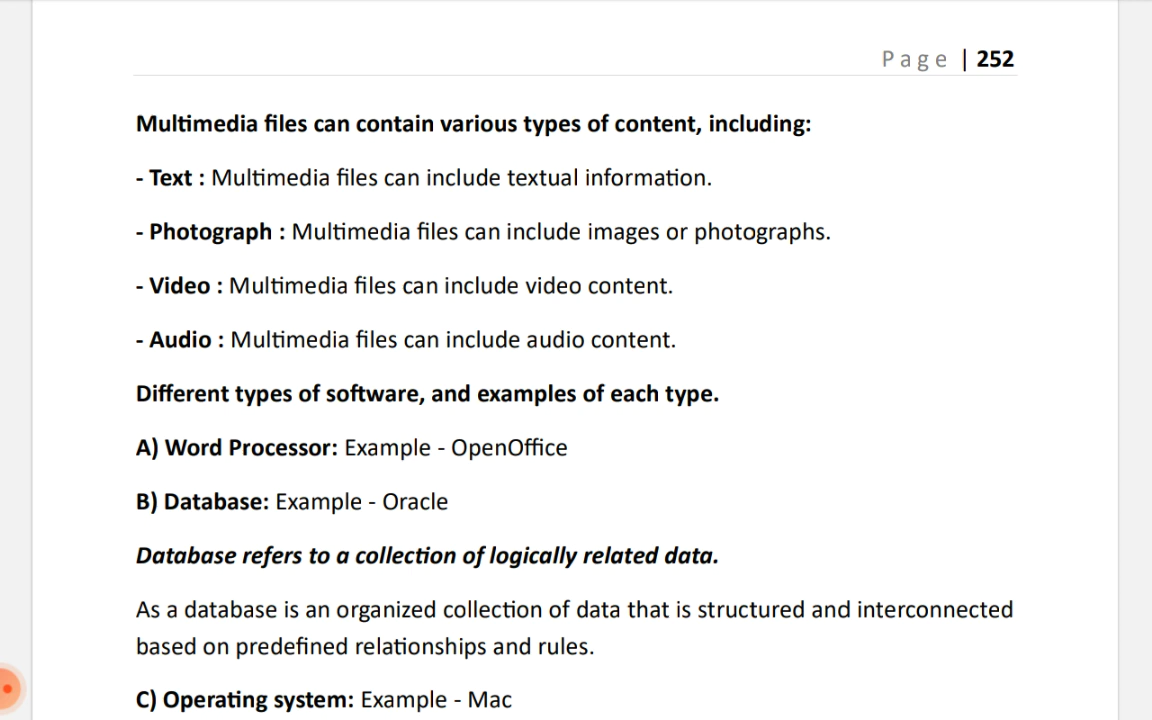 Page | 252
Multimedia files can contain various types of content, including:
- Text : Multimedia files can include textual information.
- Photograph : Multimedia files can include images or photographs.
- Video : Multimedia files can include video content.
- Audio : Multimedia files can include audio content.
Different types of software, and examples of each type.
A) Word Processor: Example - OpenOffice
B) Database: Example - Oracle
Database refers to a collection of logically related data.
As a database is an organized collection of data that is structured and interconnected
based on predefined relationships and rules.
C) Operating system: Example - Mac